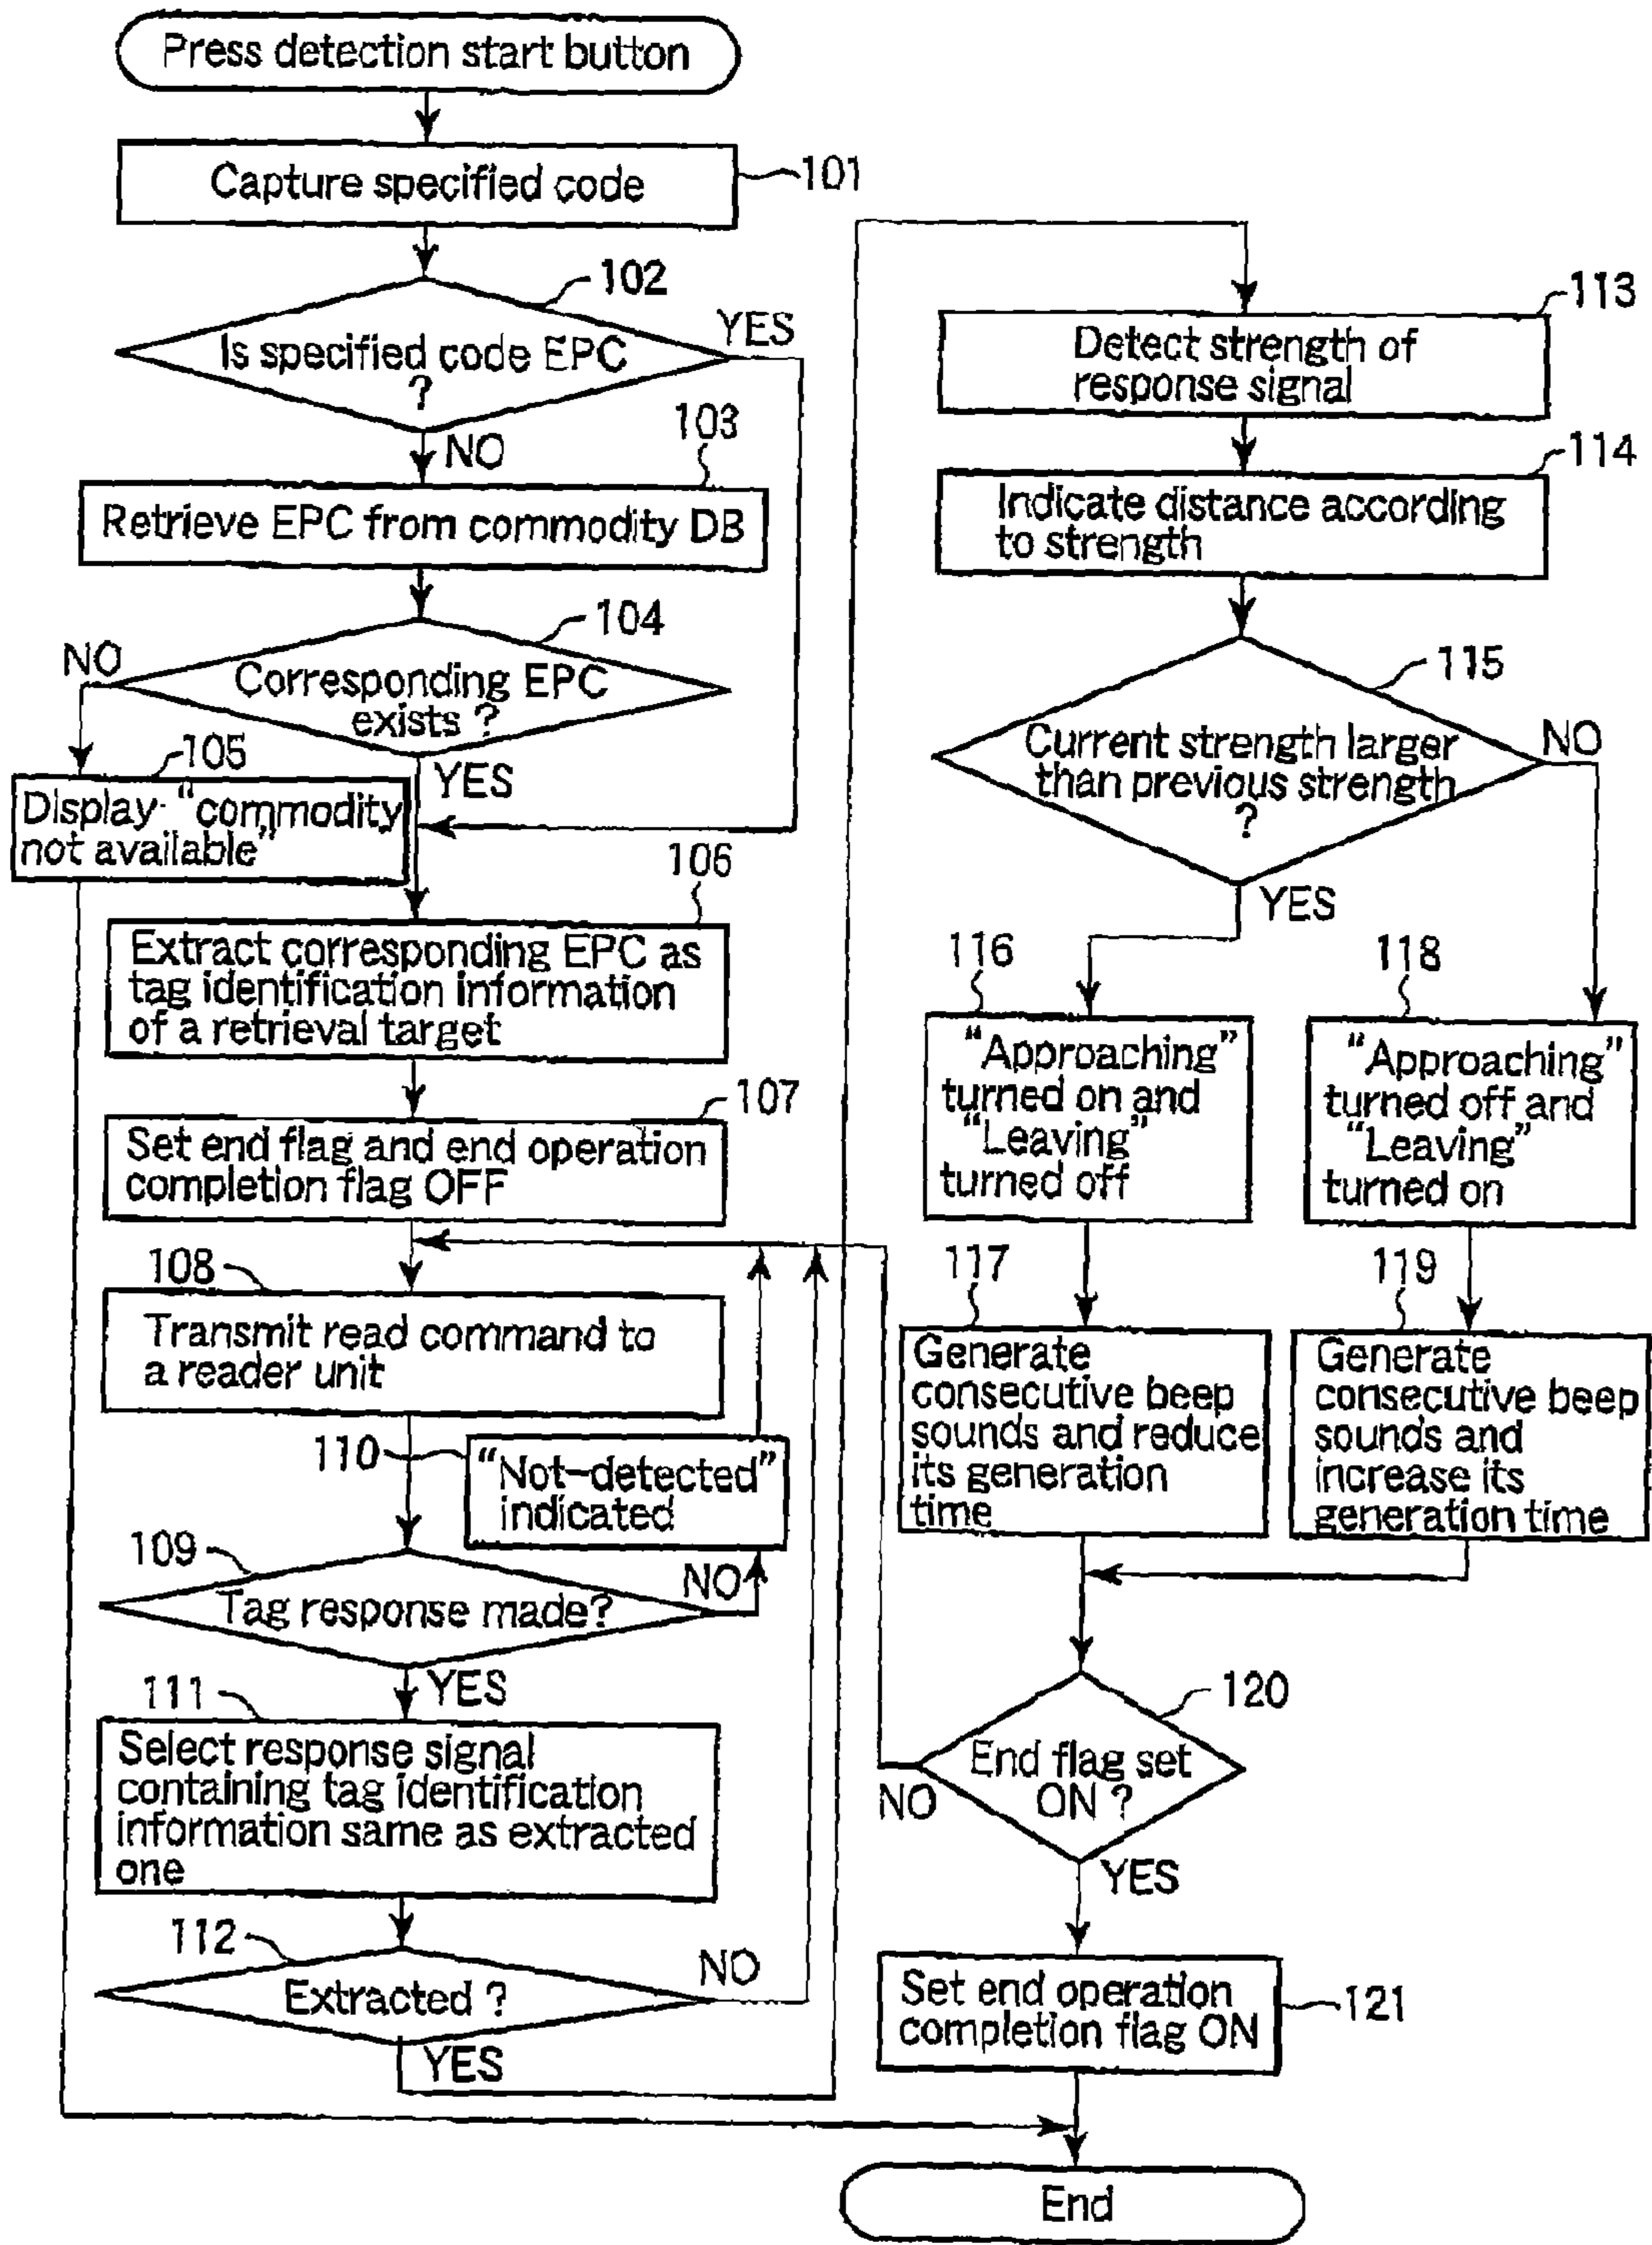 Press detection start button
Capture specified code
101
102
Is specified code EPC
?
YES
NO
103
Retrieve EPC from commodity DB
104
NO
Corresponding EPC
exists ?
YES
105
Display "commodity
not available"
106
Extract corresponding EPC as
tag identification information
of a retrieval target
107
Set end flag and end operation
completion flag OFF
108
Transmit read command to
a reader unit
110
"Not-detected"
indicated
109
NO
Tag response made?
YES
111
Select response signal
containing tag identification
information same as extracted
one
112
NO
Extracted ?
YES
113
Detect strength of
response signal
114
Indicate distance according
to strength
115
Current strength larger
than previous strength
?
NO
YES
116
"Approaching"
turned on and
"Leaving"
turned off
118
"Approaching"
turned off and
"Leaving"
turned on
117
Generate
consecutive beep
sounds and reduce
its generation
time
119
Generate
consecutive beep
sounds and
increase its
generation time
120
End flag set
ON ?
NO
YES
Set end operation
completion flag ON
121
End